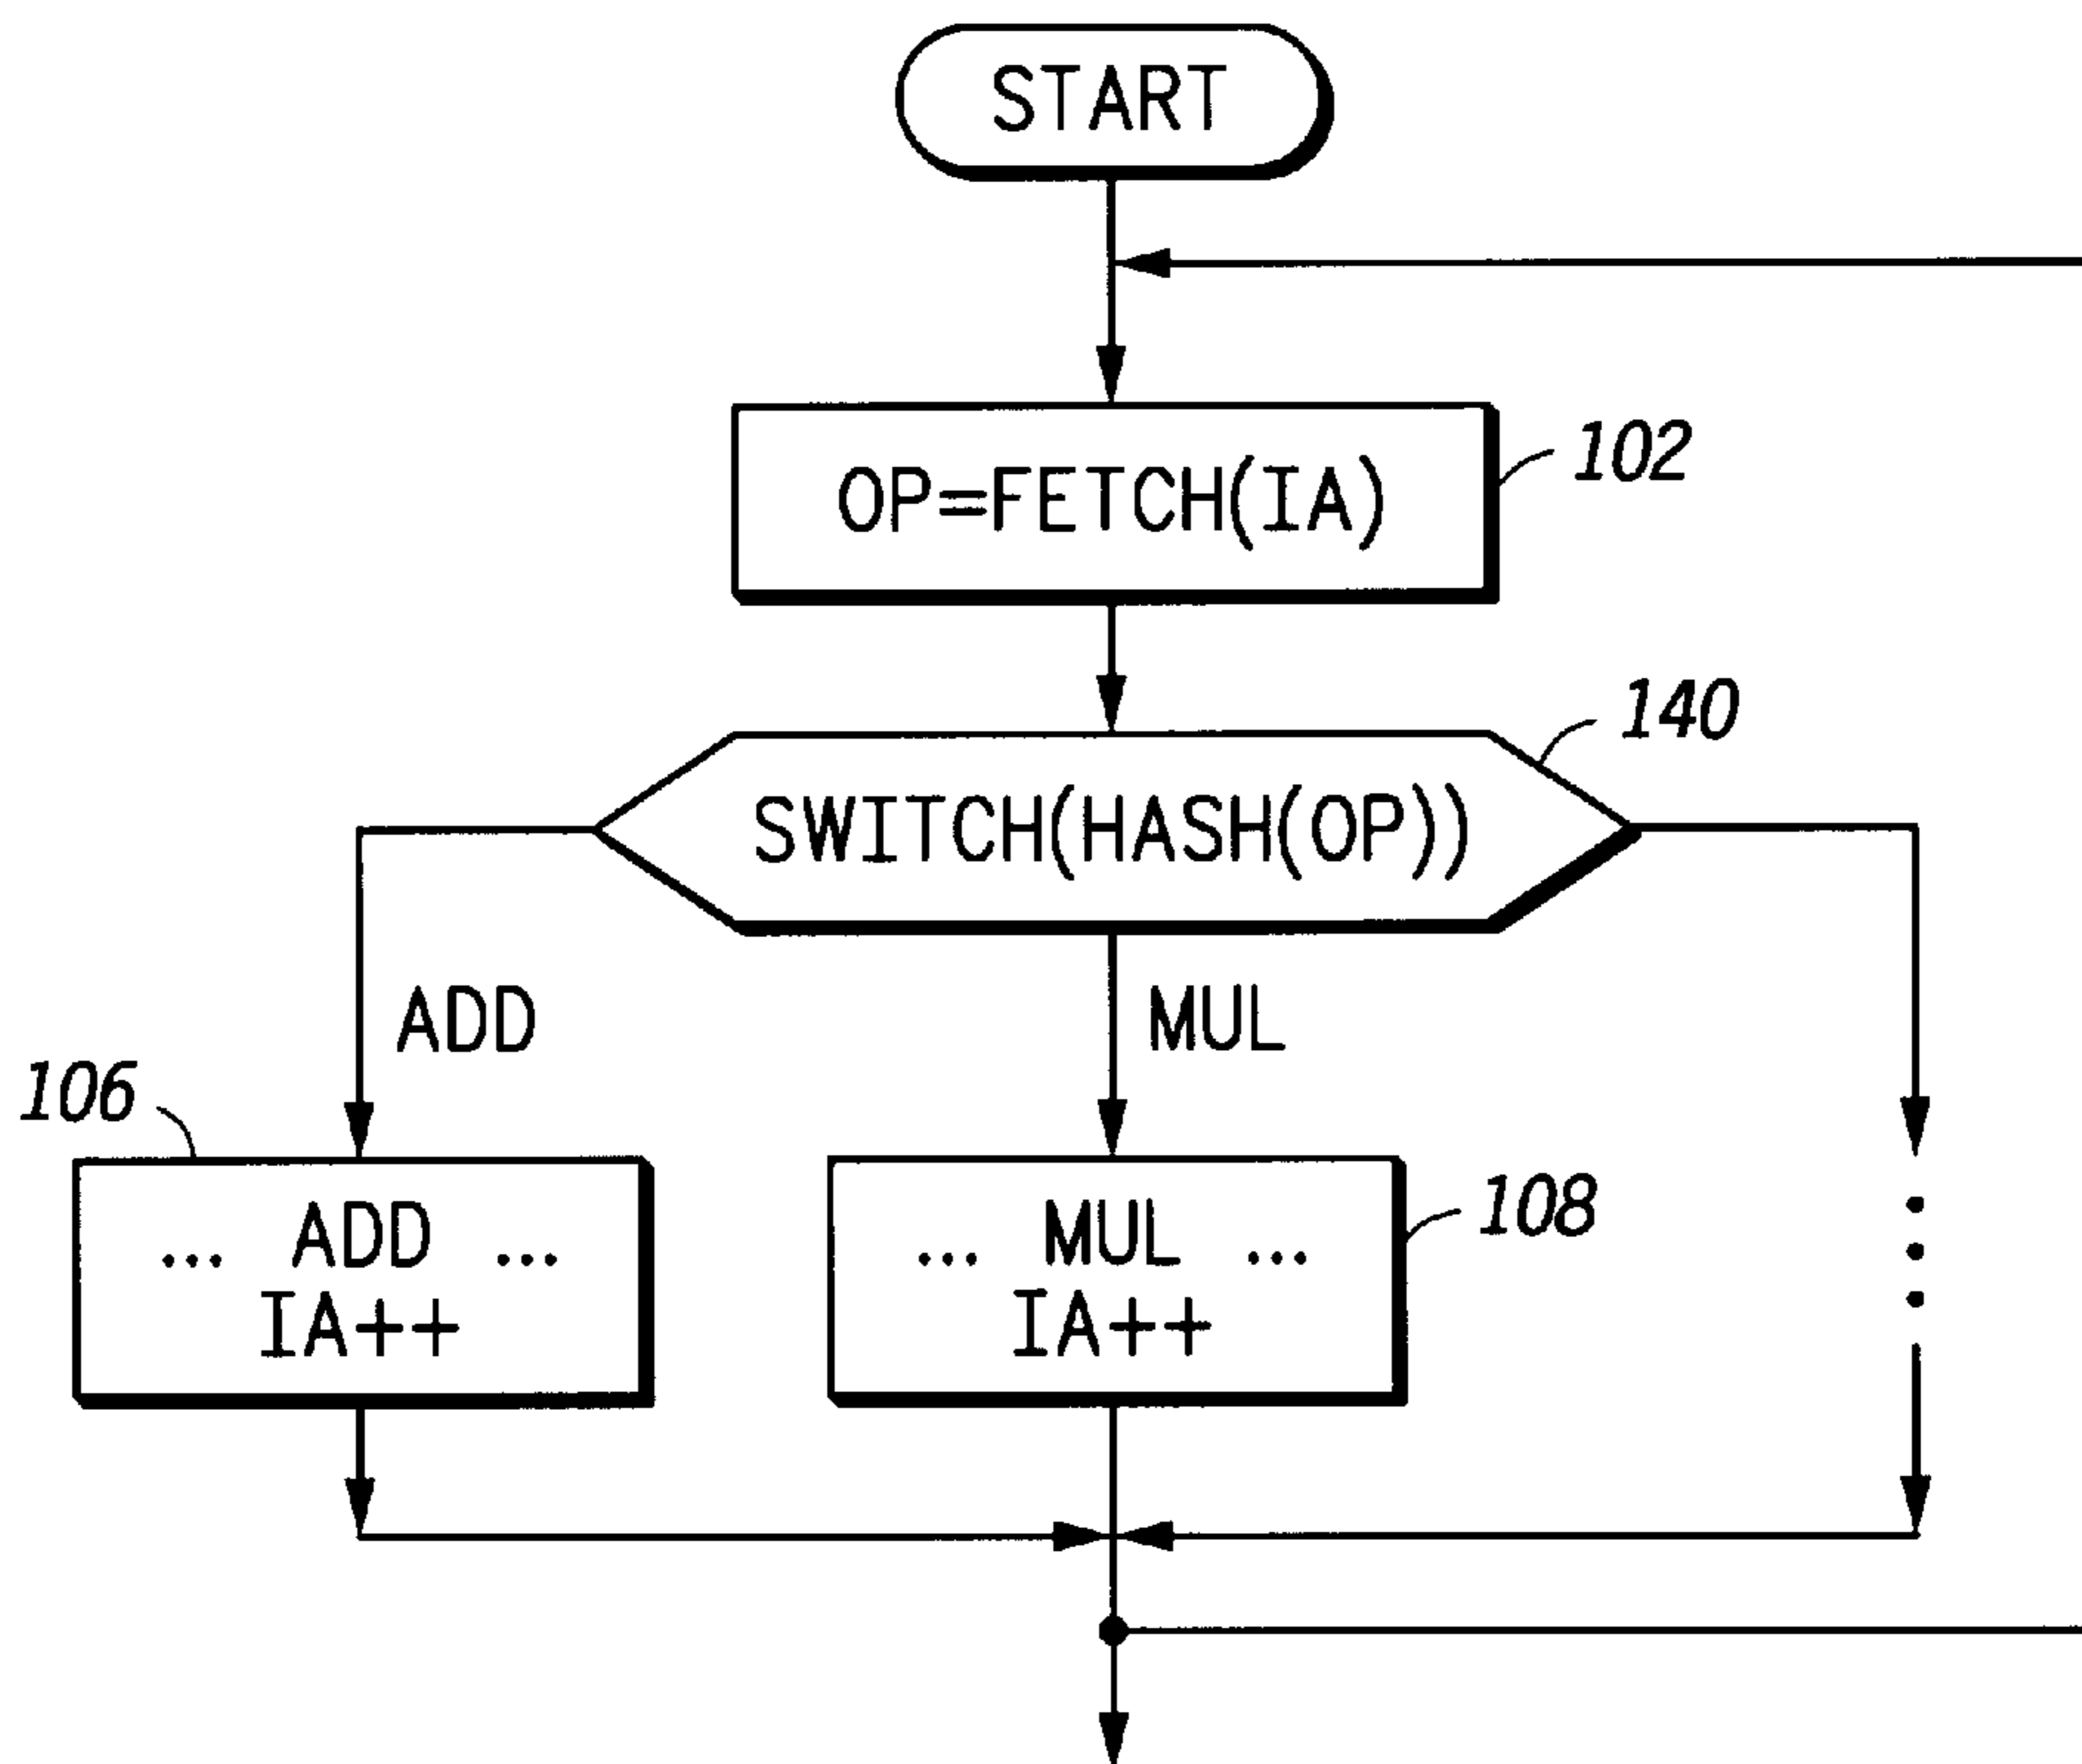 START
OP=FETCH(IA)
102
140
SWITCH(HASH(OP))
ADD
MUL
106
108
... ADD ...
IA++
... MUL ...
IA++